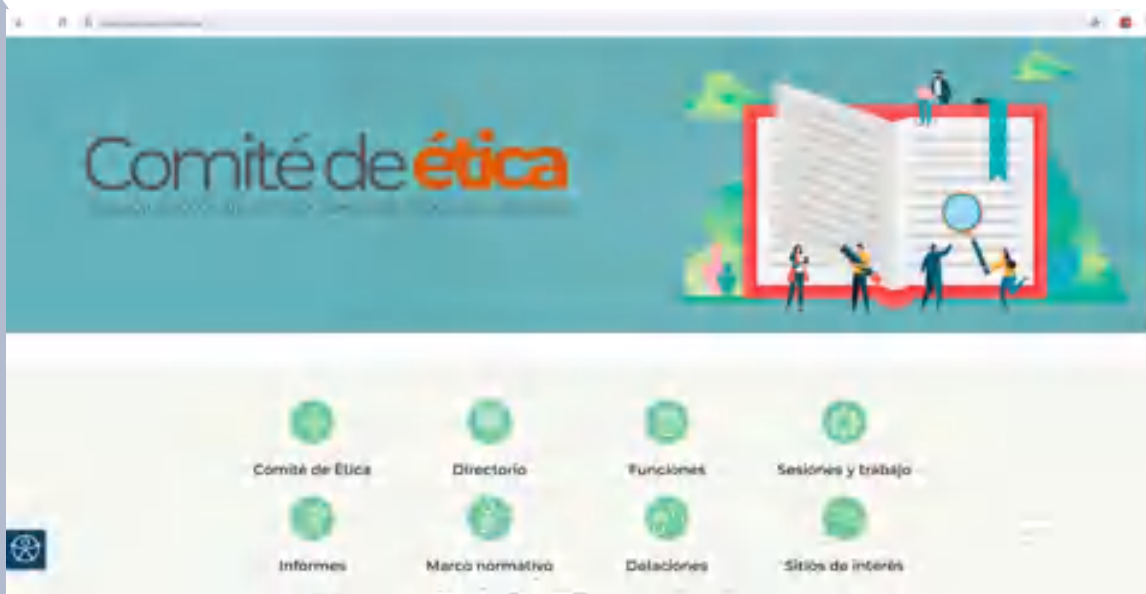 Comité de ética
Comité de Ética
Directorio
Funciones
Sesiones y trabajo
Informes
Marco normativo
Delaciones
Sitios de interés